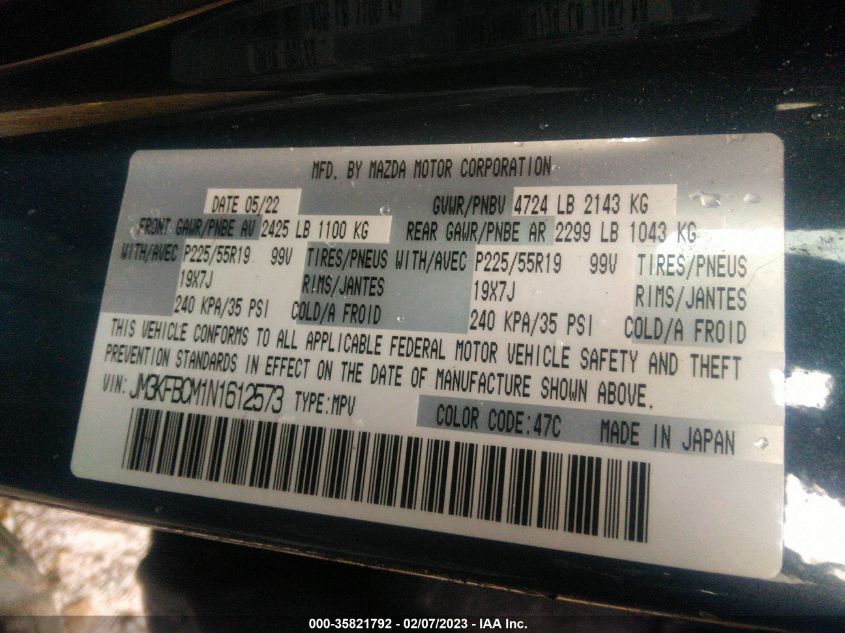 MFD. BY MAZDA MOTOR CORPORATION
DATE 05/22 GVWR/PNBV 4724 LB 2143 KG
FRONT GAWR/PNBE AV 2425 LB 1100 KG REAR GAWR/PNBE AR 2299 LB 1043 KG
WITH/AVEC P225/55R19 99V TIRES/PNEUS WITH/AVEC P225/55R19 99V TIRES/PNEUS
19X7J RIMS/JANTES 19X7J RIMS/JANTES
240 KPA/35 PSI COLD/A FROID 240 KPA/35 PSI COLD/A FROID
THIS VEHICLE CONFORMS TO ALL APPLICABLE FEDERAL MOTOR VEHICLE SAFETY AND THEFT
PREVENTION STANDARDS IN EFFECT ON THE DATE OF MANUFACTURE SHOWN ABOVE.
VIN: JM3KFBCM1N1612573 TYPE:MPV
COLOR CODE:47C MADE IN JAPAN
000-35821792 - 02/07/2023 - IAA Inc.